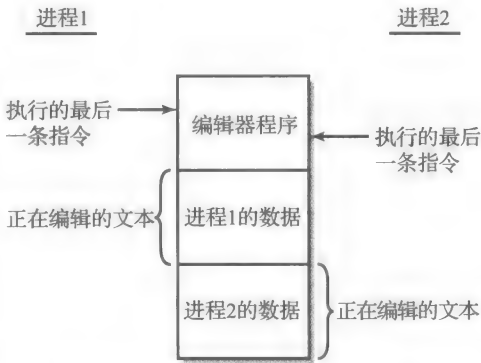 进程1
进程2
执行的最后
一条指令
编辑器程序
执行的最后
一条指令
正在编辑的文本
进程1的数据
进程2的数据
正在编辑的文本